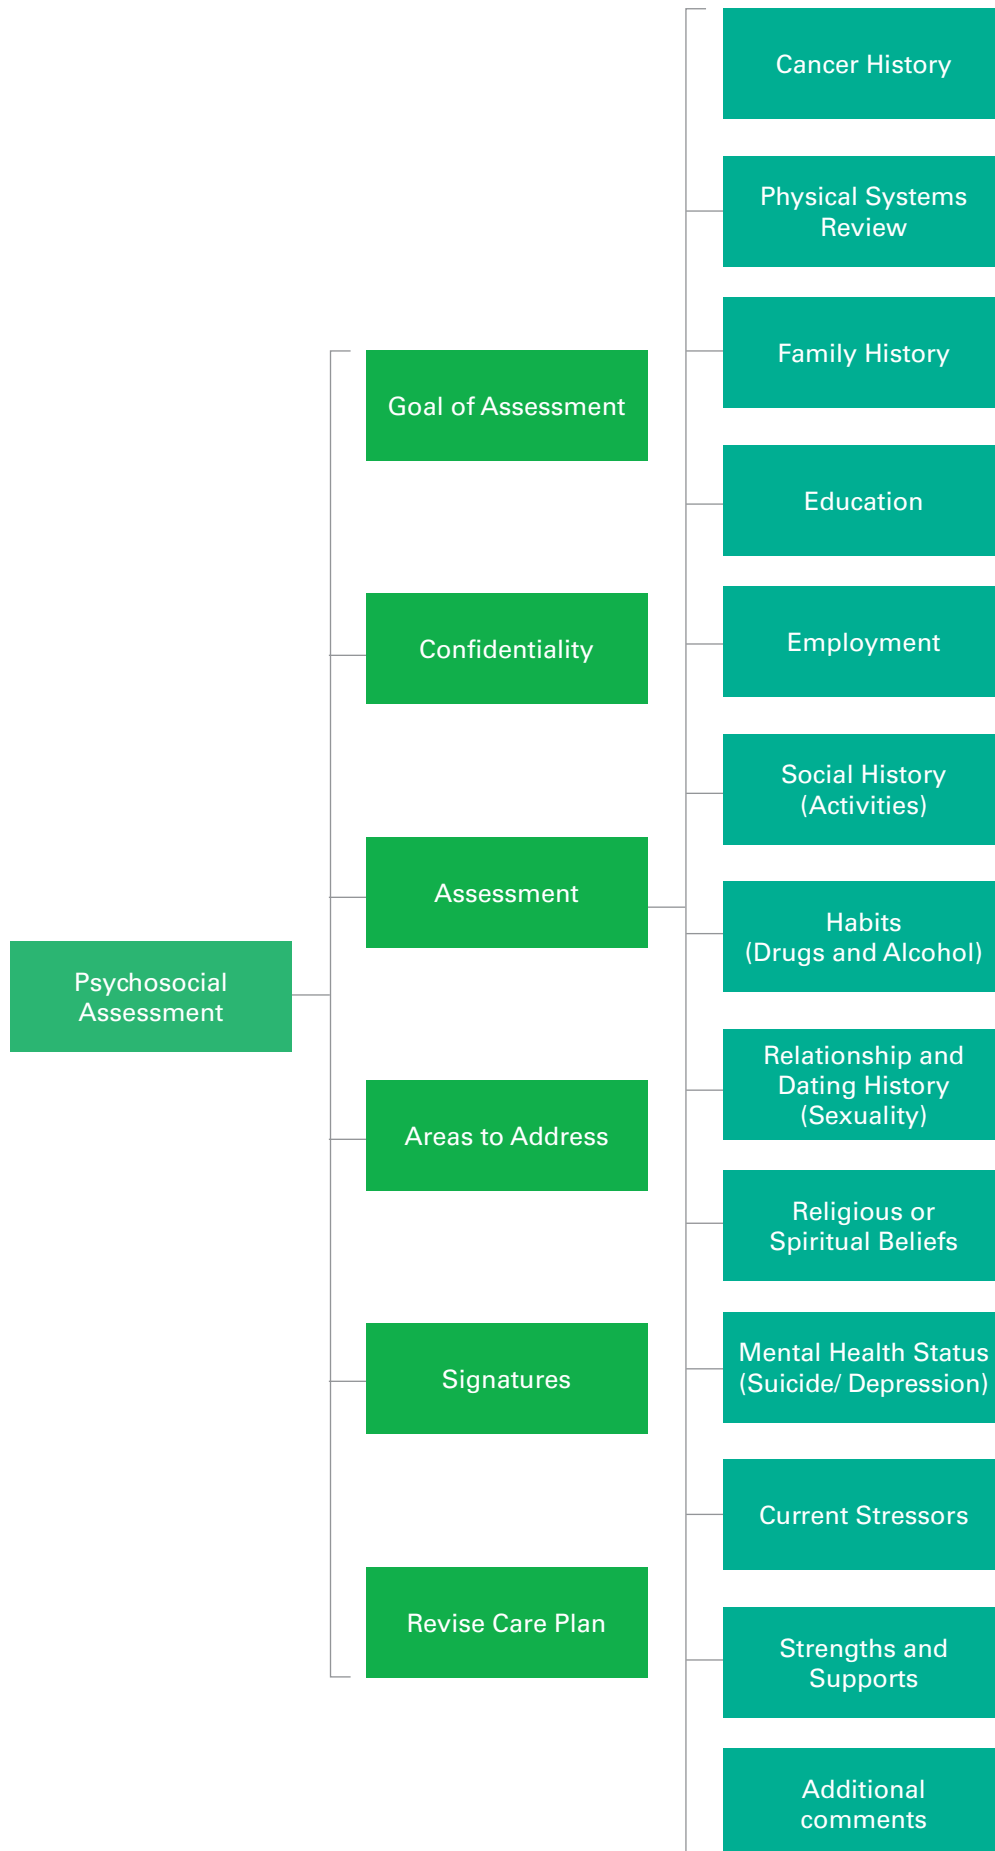 Psychosocial
Assessment
Goal of Assessment
Confidentiality
Assessment
Areas to Address
Signatures
Revise Care Plan
Cancer History
Physical Systems
Review
Family History
Education
Employment
Social History
(Activities)
Habits
(Drugs and Alcohol)
Relationship and
Dating History
(Sexuality)
Religious or
Spiritual Beliefs
Mental Health Status
(Suicide/ Depression)
Current Stressors
Strengths and
Supports
Additional
comments